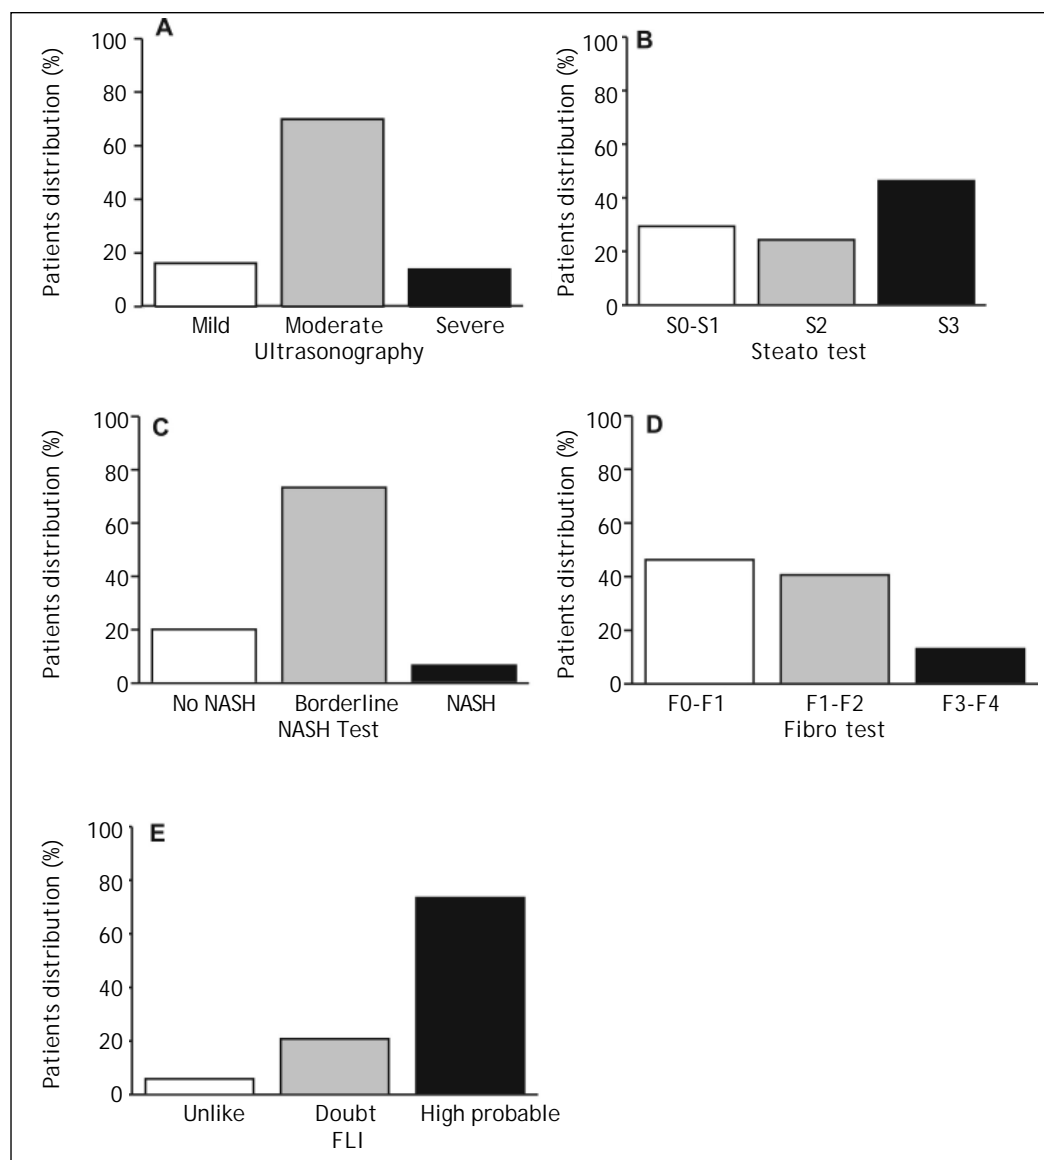 A
Patients distribution (%)
100
80
60
40
20
0
Mild Moderate Severe
Ultrasonography
B
Patients distribution (%)
100
80
60
40
20
0
S0-S1 S2 S3
Steato test
C
Patients distribution (%)
100
80
60
40
20
0
No NASH Borderline NASH
NASH Test
D
Patients distribution (%)
100
80
60
40
20
0
F0-F1 F1-F2 F3-F4
Fibro test
E
Patients distribution (%)
100
80
60
40
20
0
Unlike Doubt High probable
FLI